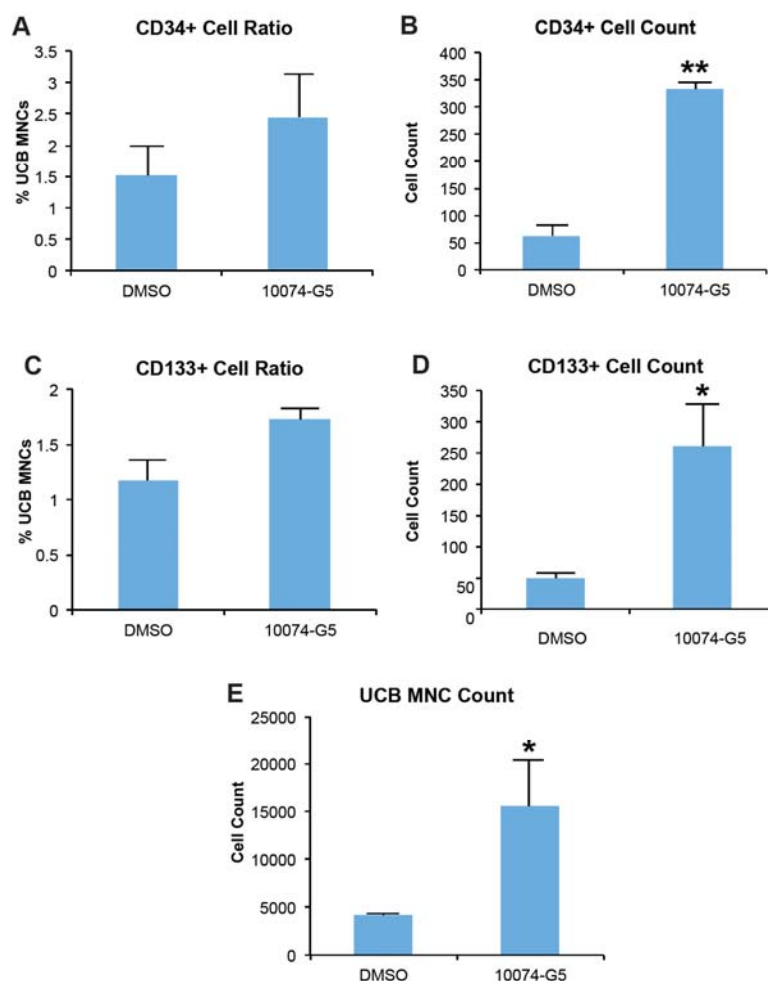 A
CD34+ Cell Ratio
% UCB MNCs
3.5
3
2.5
2
1.5
1
0.5
0
DMSO
10074-G5
B
CD34+ Cell Count
Cell Count
400
350
300
250
200
150
100
50
0
**
DMSO
10074-G5
C
CD133+ Cell Ratio
% UCB MNCs
2
1.5
1
0.5
0
DMSO
10074-G5
D
CD133+ Cell Count
Cell Count
350
300
250
200
150
100
50
0
*
DMSO
10074-G5
E
UCB MNC Count
Cell Count
25000
20000
15000
10000
5000
0
*
DMSO
10074-G5